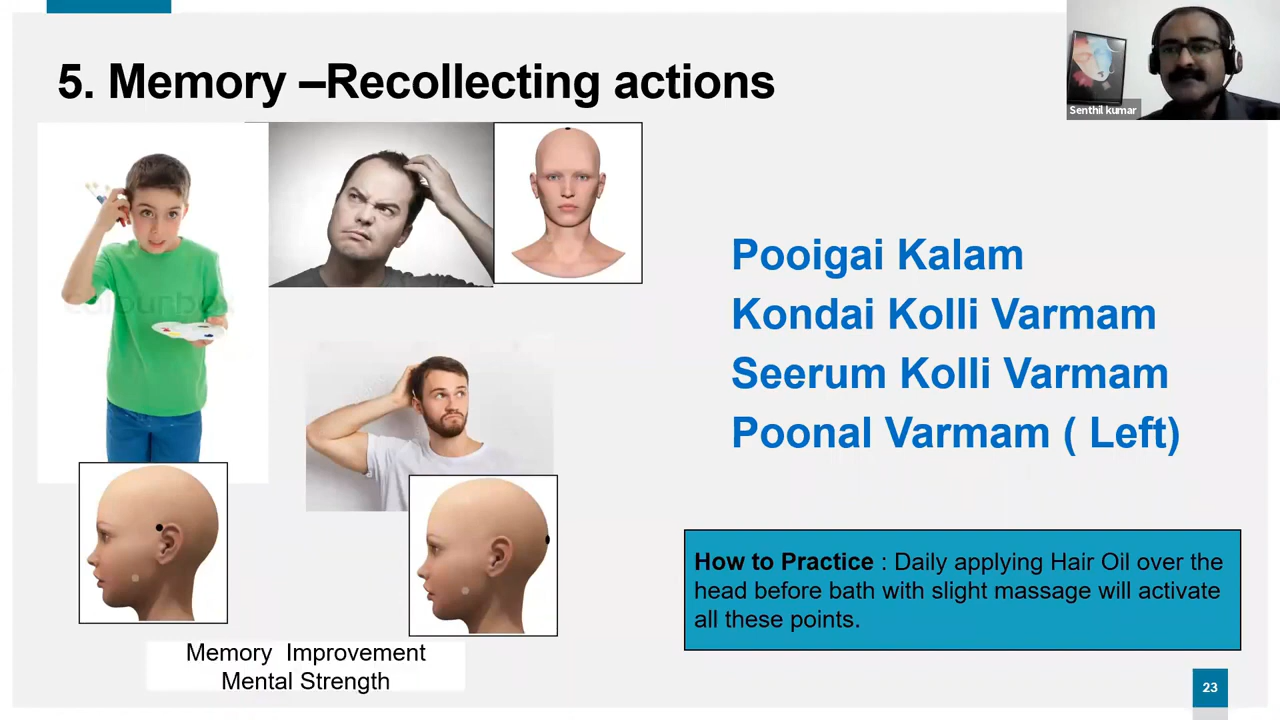 5. Memory –Recollecting actions
Senthil kumar
Pooigai Kalam
Kondai Kolli Varmam
Seerum Kolli Varmam
Poonal Varmam ( Left)
How to Practice : Daily applying Hair Oil over the
head before bath with slight massage will activate
all these points.
Memory Improvement
Mental Strength
23